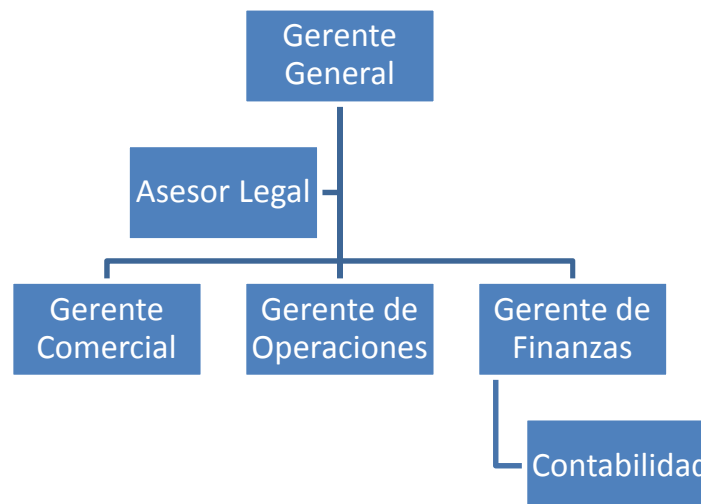 Gerente
General
Asesor Legal
Gerente
Comercial
Gerente de
Operaciones
Gerente de
Finanzas
Contabilidad